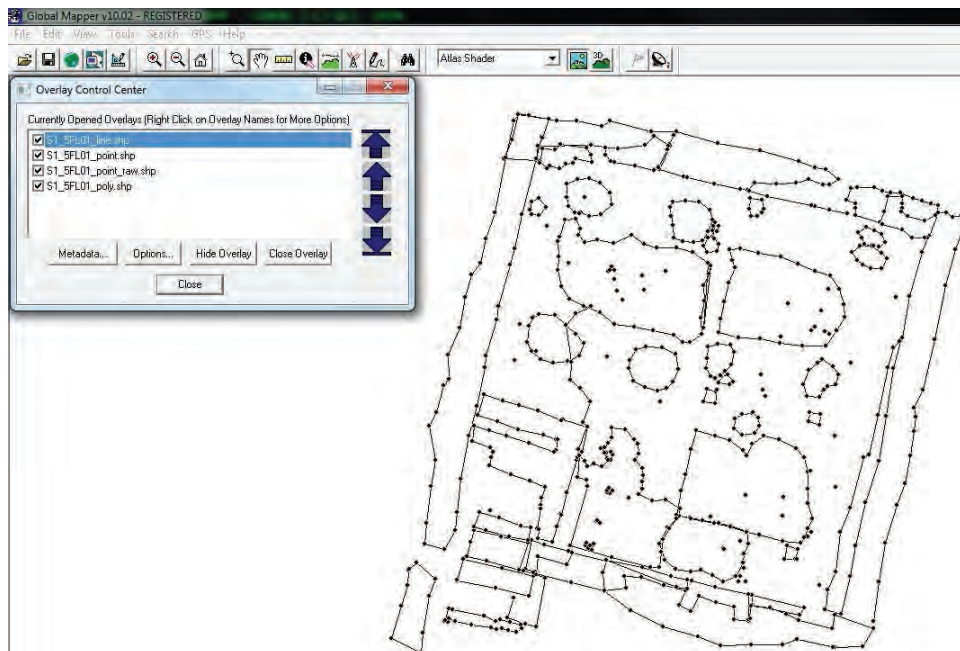 Global Mapper v10.02 - REGISTERED
File Edit View Tools Search GPS Help
Atlas Shader
3D
Overlay Control Center
Currently Opened Overlays (Right Click on Overlay Names for More Options)
S1_5FL01_line.shp
S1_5FL01_point.shp
S1_5FL01_point_raw.shp
S1_5FL01_poly.shp
Metadata... Options... Hide Overlay Close Overlay
Close